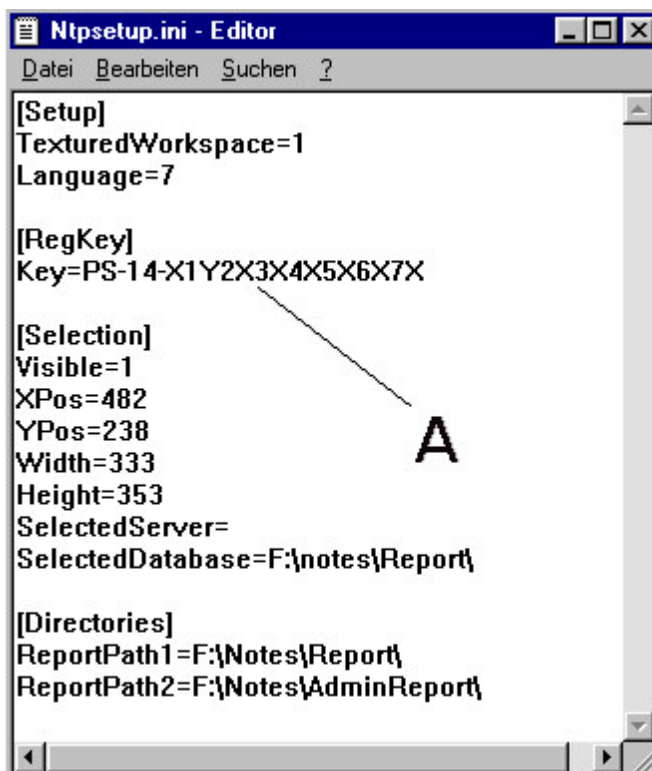 Ntpsetup.ini - Editor
Datei Bearbeiten Suchen ?
[Setup]
TexturedWorkspace=1
Language=7
[RegKey]
Key=PS-14-X1Y2X3X4X5X6X7X
[Selection]
Visible=1
XPos=482
YPos=238
Width=333
Height=353
SelectedServer=
SelectedDatabase=F:\notes\Report\
[Directories]
ReportPath1=F:\Notes\Report\
ReportPath2=F:\Notes\AdminReport\
A